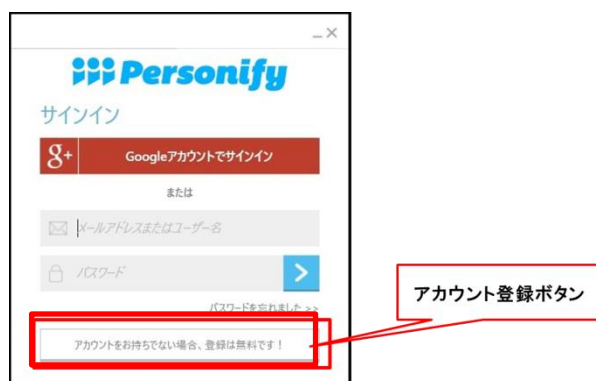 Personify
サインイン
g+ Googleアカウントでサインイン
または
メールアドレスまたはユーザー名
パスワード
パスワードを忘れました >>
アカウントをお持ちでない場合、登録は無料です！
アカウント登録ボタン